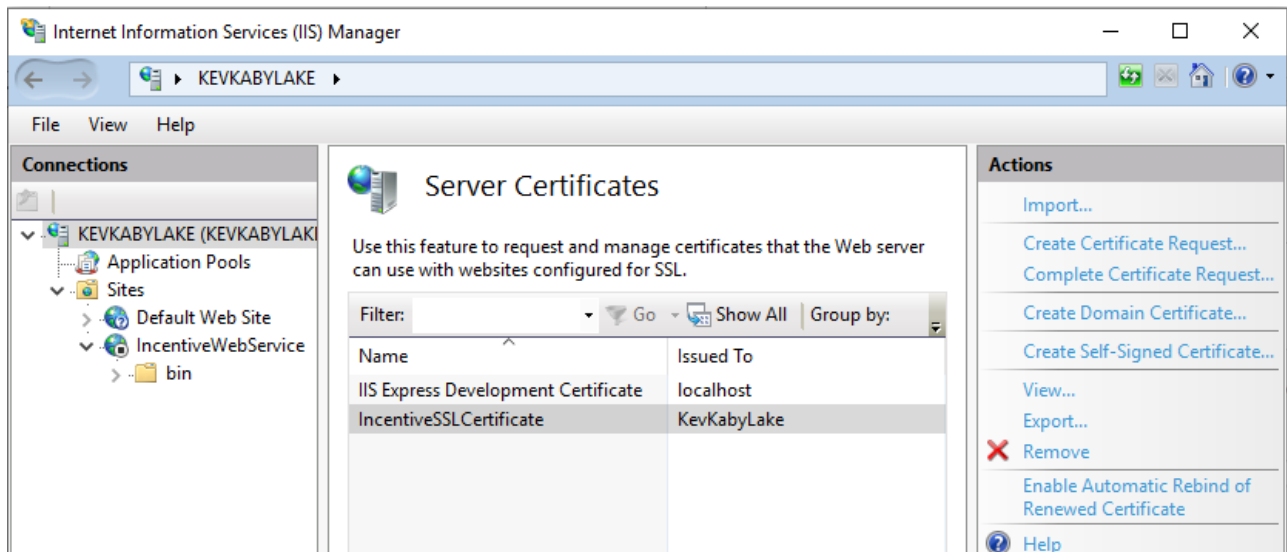 Internet Information Services (IIS) Manager
KEVKABYLAKE
File View Help
Connections
KEVKABYLAKE (KEVKABYLAKE
Application Pools
Sites
Default Web Site
IncentiveWebService
bin
Server Certificates
Use this feature to request and manage certificates that the Web server
can use with websites configured for SSL.
Filter: Go Show All Group by:
Name Issued To
IIS Express Development Certificate localhost
IncentiveSSLCertificate KevKabyLake
Actions
Import...
Create Certificate Request...
Complete Certificate Request...
Create Domain Certificate...
Create Self-Signed Certificate...
View...
Export...
Remove
Enable Automatic Rebind of
Renewed Certificate
Help